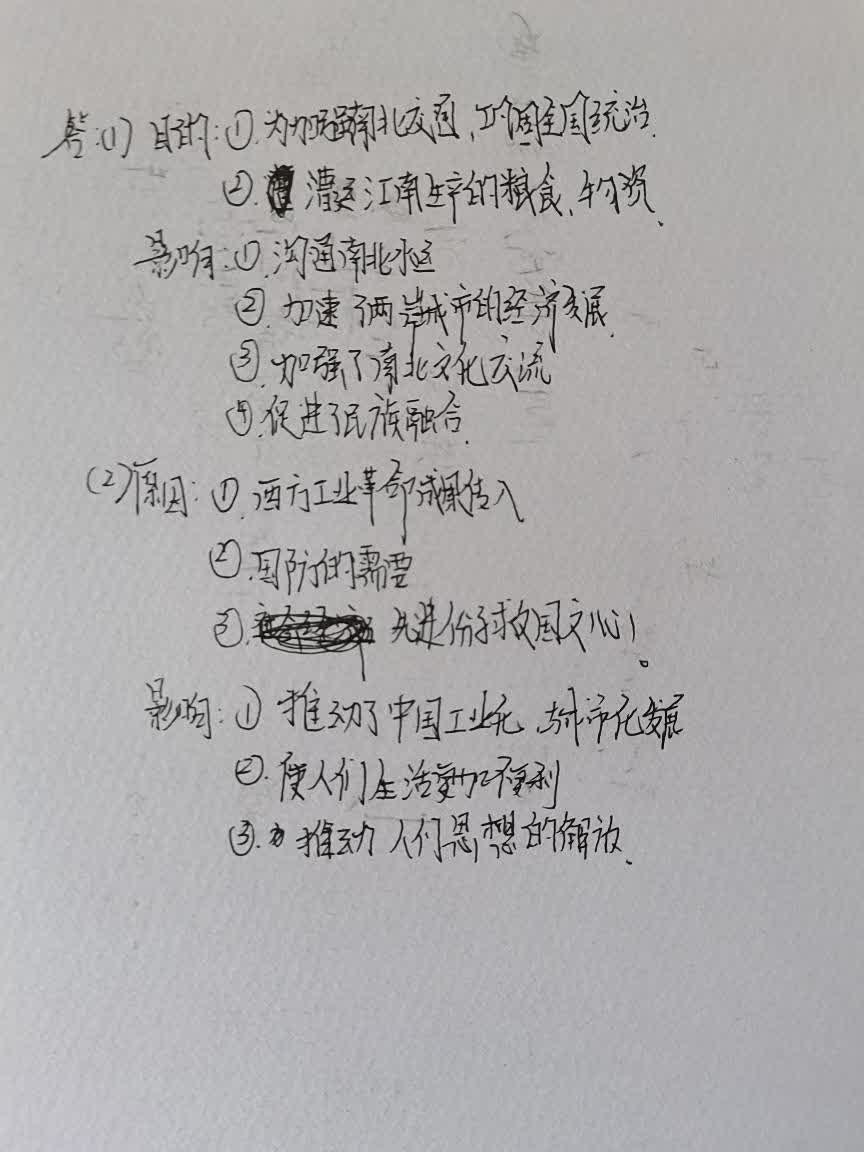 答:(1) 目的:①.为加强南北交通、巩固全国统治.
②. 漕运江南生产的粮食、物资、
影响:①.沟通南北水运
②. 加速了两岸城市的经济发展.
③. 加强了南北文化交流
④.促进了民族融合.
(2)原因:①.西方工业革命成果传入
②.国防的需要
③. 先进份子救国之心!。
影响:① 推动了中国工业化、城市化发展
②. 使人们生活更加便利
③. 推动人们思想的解放、